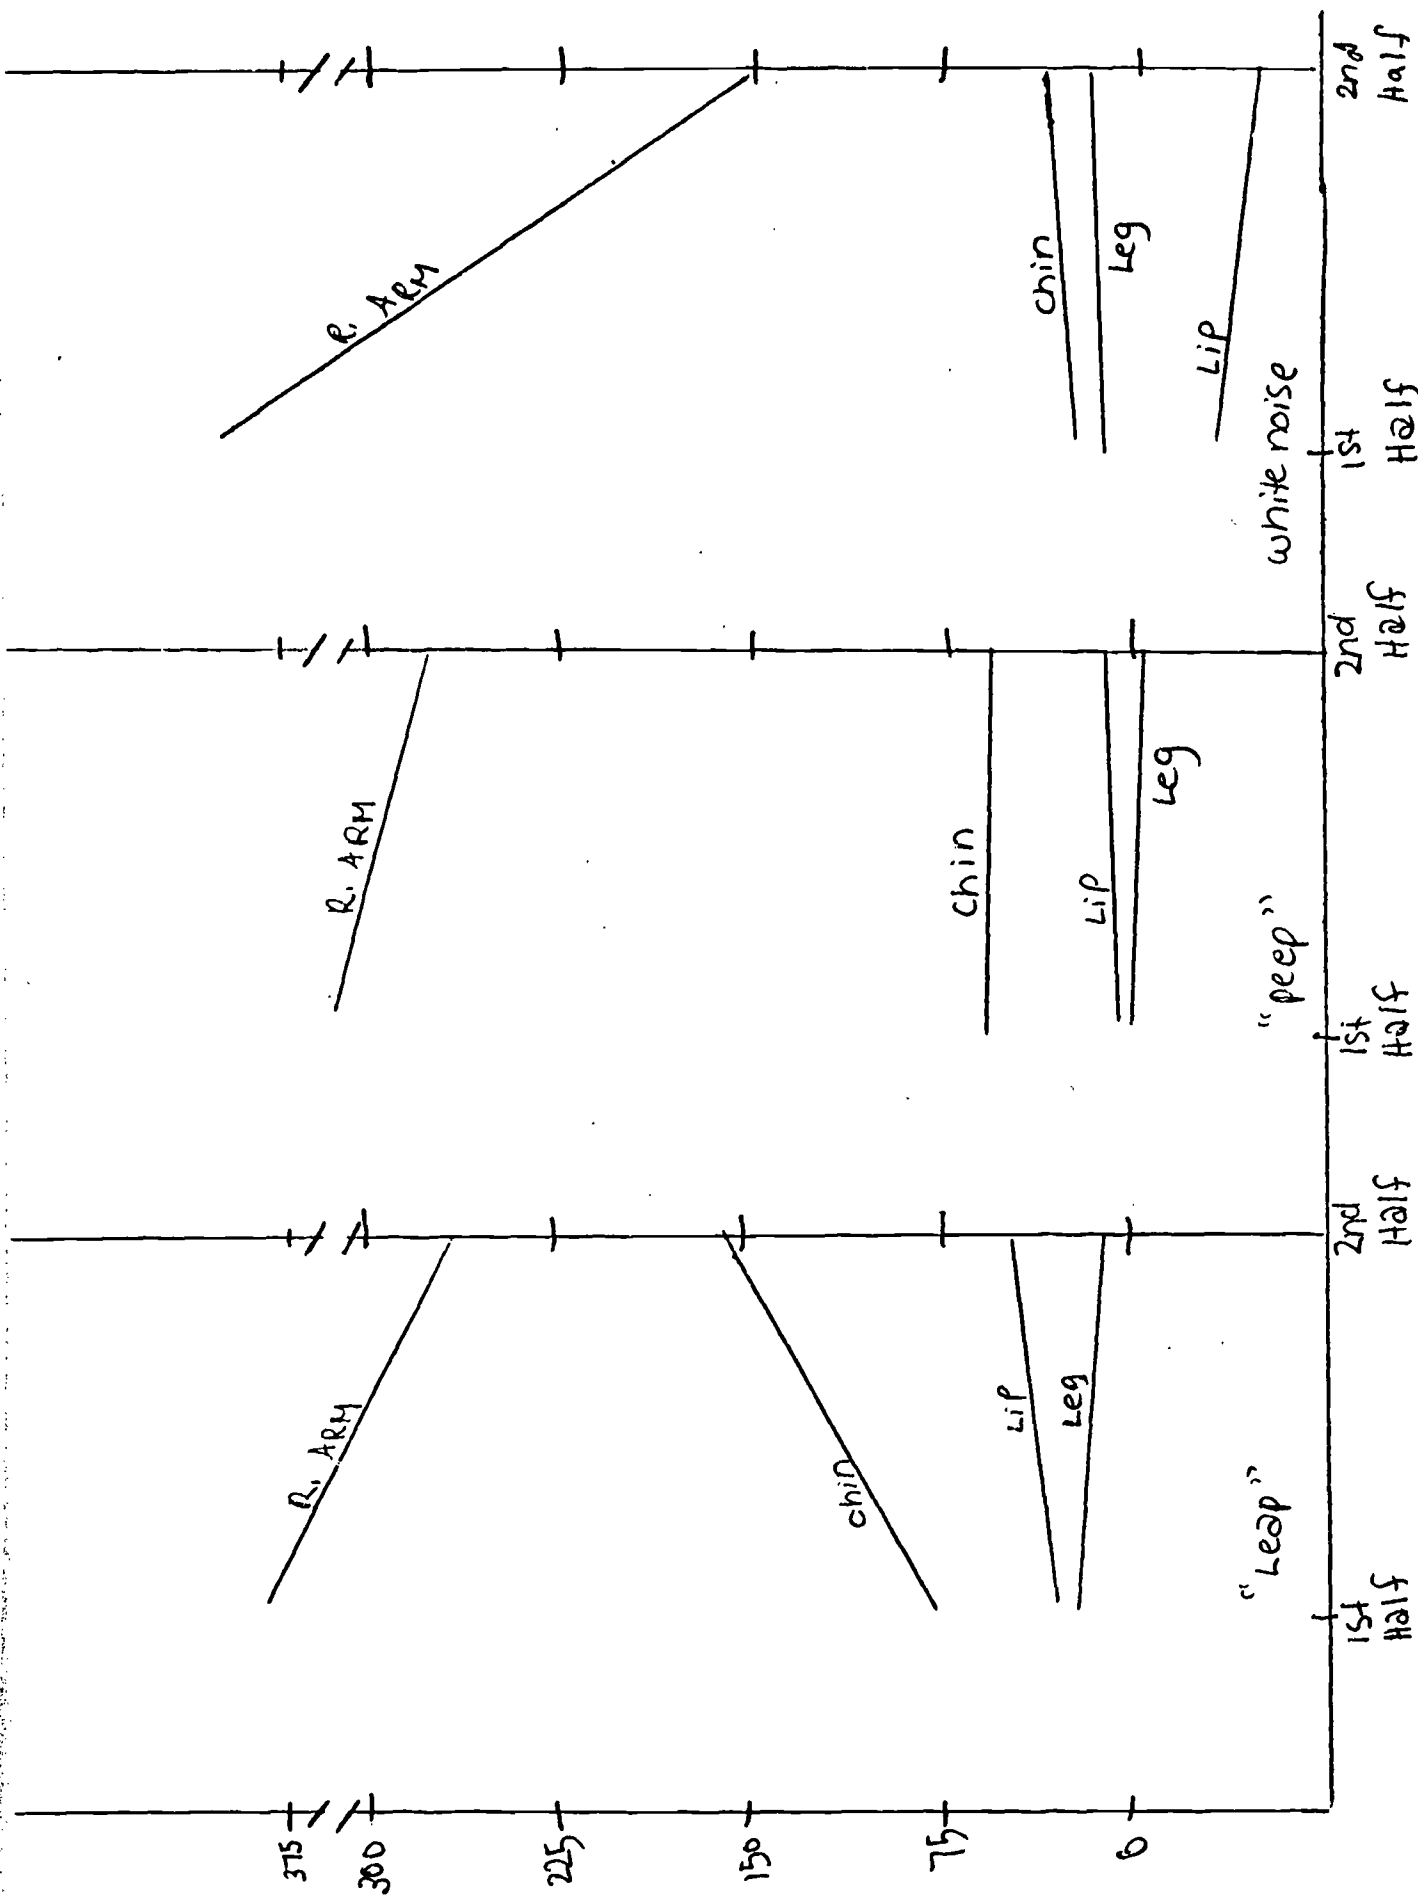 375
300
225
150
75
0
R. ARM
chin
LiP
Leg
"Leap"
1st
Half
2nd
Half
R. ARM
chin
LiP
Leg
"peep"
1st
Half
2nd
Half
R. ARM
chin
Leg
LiP
white noise
1st
Half
2nd
Half